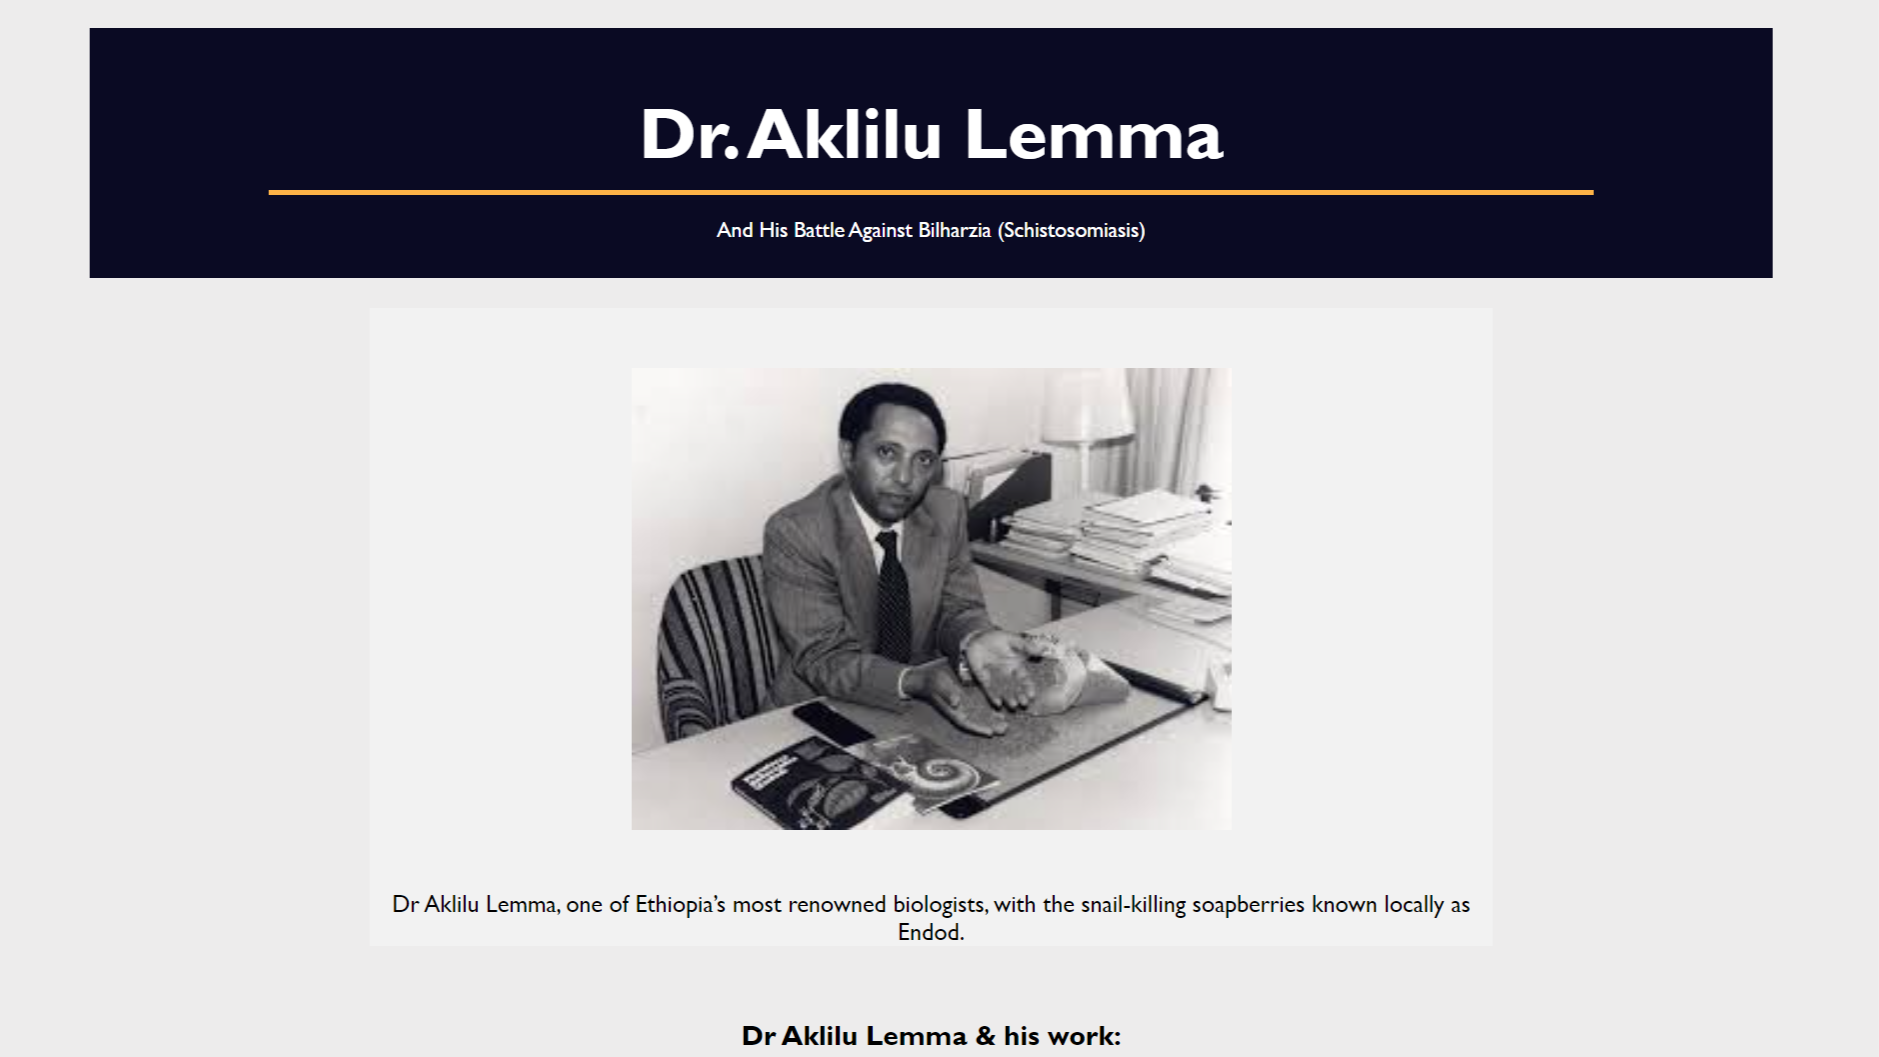 Dr. Aklilu Lemma
And His Battle Against Bilharzia (Schistosomiasis)
Dr Aklilu Lemma, one of Ethiopia’s most renowned biologists, with the snail-killing soapberries known locally as
Endod.
Dr Aklilu Lemma & his work: